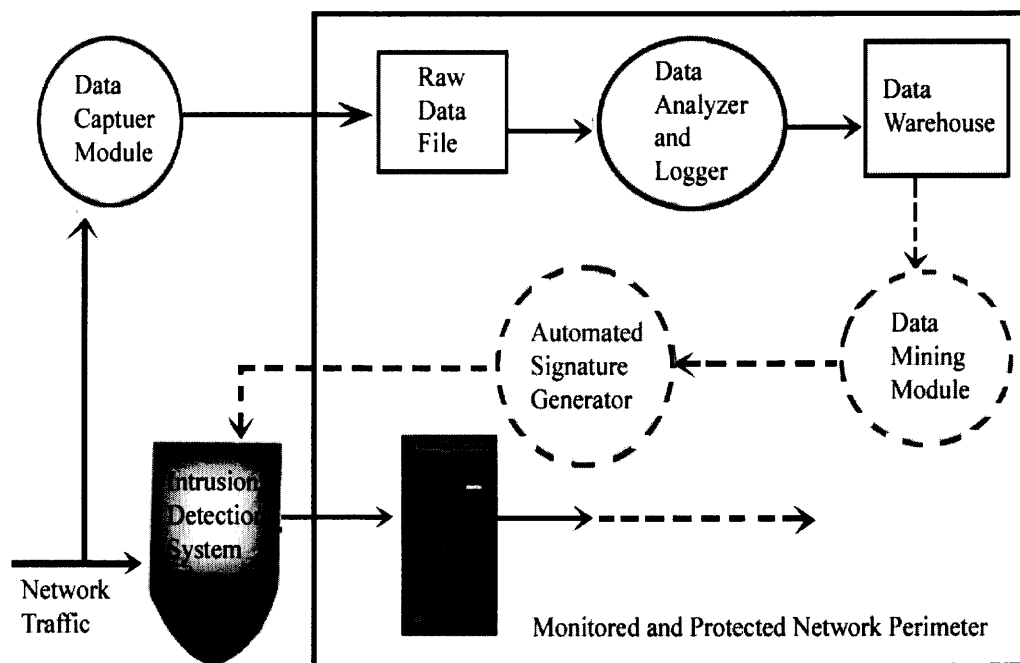 Data
Captuer
Module
Raw
Data
File
Data
Analyzer
and
Logger
Data
Warehouse
Automated
Signature
Generator
Data
Mining
Module
Intrusion
Detection
System
Network
Traffic
Monitored and Protected Network Perimeter